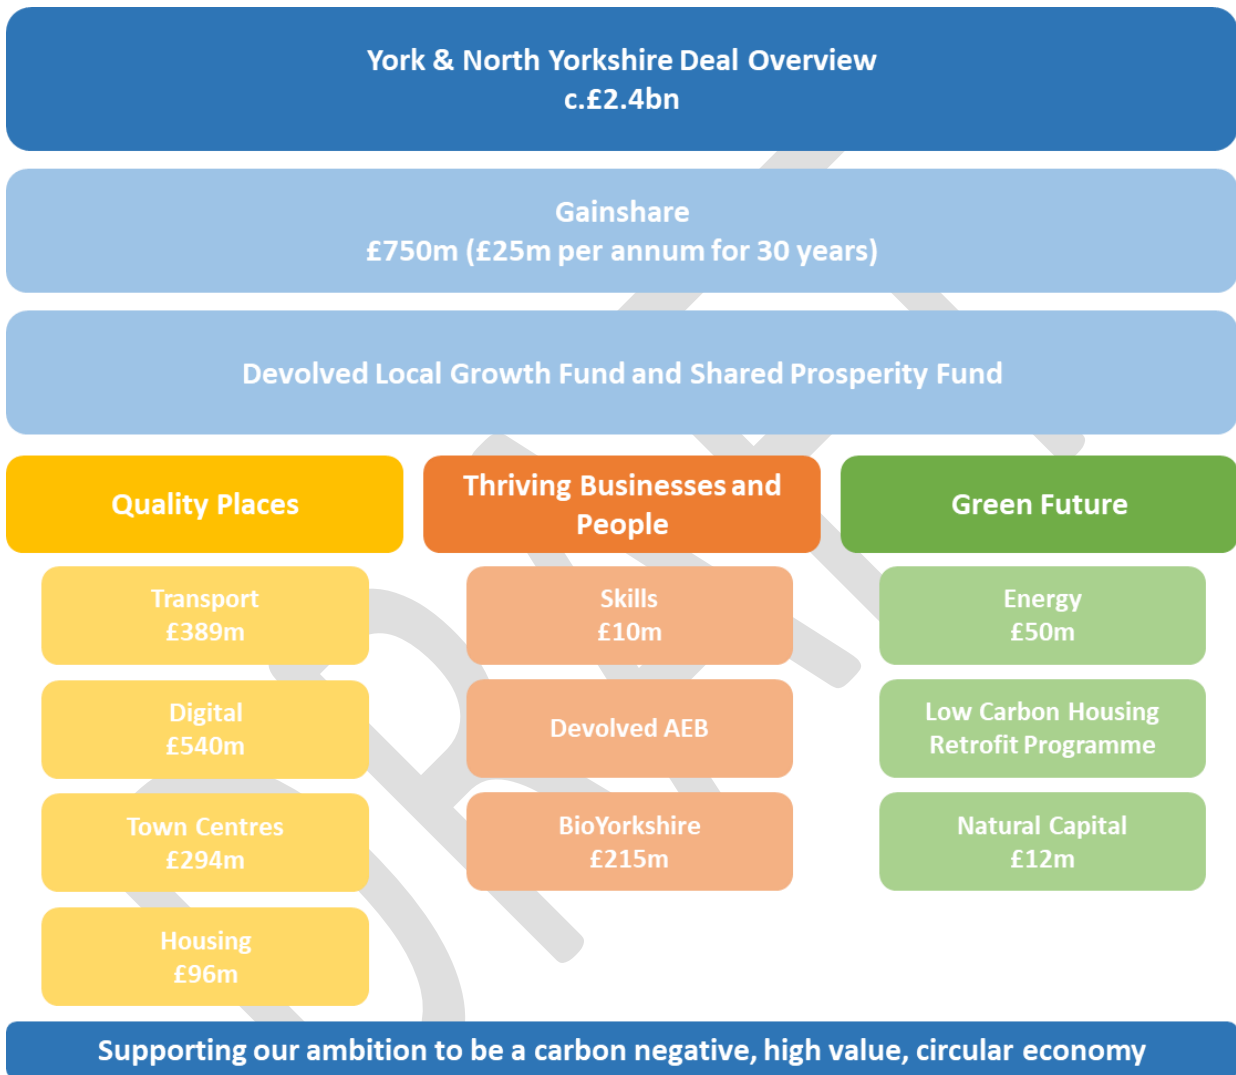 York & North Yorkshire Deal Overview
c.£2.4bn
Gainshare
£750m (£25m per annum for 30 years)
Devolved Local Growth Fund and Shared Prosperity Fund
Quality Places
Transport
£389m
Digital
£540m
Town Centres
£294m
Housing
£96m
Thriving Businesses and
People
Skills
£10m
Devolved AEB
BioYorkshire
£215m
Green Future
Energy
£50m
Low Carbon Housing
Retrofit Programme
Natural Capital
£12m
Supporting our ambition to be a carbon negative, high value, circular economy
DRAFT